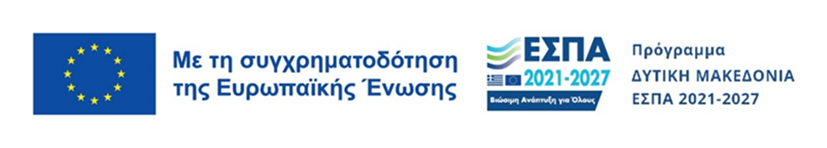 Με τη συγχρηματοδότηση
της Ευρωπαϊκής Ένωσης
ΕΣΠΑ
2021-2027
Βιώσιμη Ανάπτυξη για Όλους
Πρόγραμμα
ΔΥΤΙΚΗ ΜΑΚΕΔΟΝΙΑ
ΕΣΠΑ 2021-2027